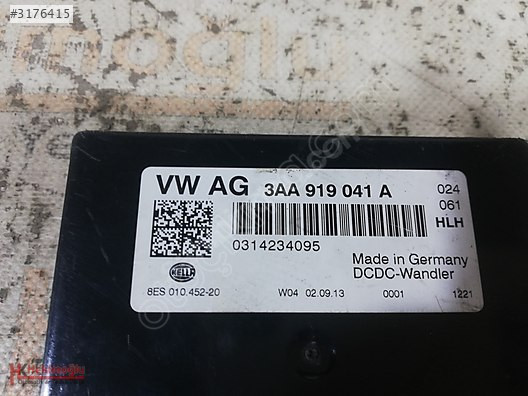 #3176415
VW AG 3AA 919 041 A 024
061
HLH
0314234095
Made in Germany
DCDC-Wandler
HELLA
8ES 010.452-20 W04 02.09.13 0001 1221